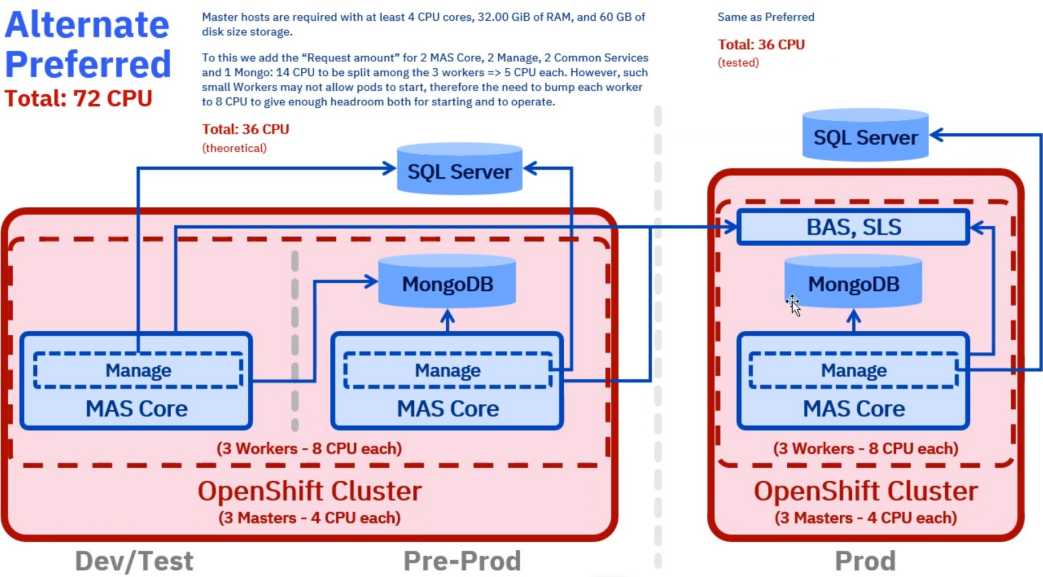 Alternate
Preferred
Total: 72 CPU
Master hosts are required with at least 4 CPU cores, 32.00 GiB of RAM, and 60 GB of
disk size storage.
To this we add the “Request amount” for 2 MAS Core, 2 Manage, 2 Common Services
and 1 Mongo: 14 CPU to be split among the 3 workers => 5 CPU each. However, such
small Workers may not allow pods to start, therefore the need to bump each worker
to 8 CPU to give enough headroom both for starting and to operate.
Total: 36 CPU
(theoretical)
Same as Preferred
Total: 36 CPU
(tested)
SQL Server
MongoDB
Manage
MAS Core
Manage
MAS Core
(3 Workers - 8 CPU each)
OpenShift Cluster
(3 Masters - 4 CPU each)
Dev/Test
Pre-Prod
SQL Server
BAS, SLS
MongoDB
Manage
MAS Core
(3 Workers - 8 CPU each)
OpenShift Cluster
(3 Masters - 4 CPU each)
Prod